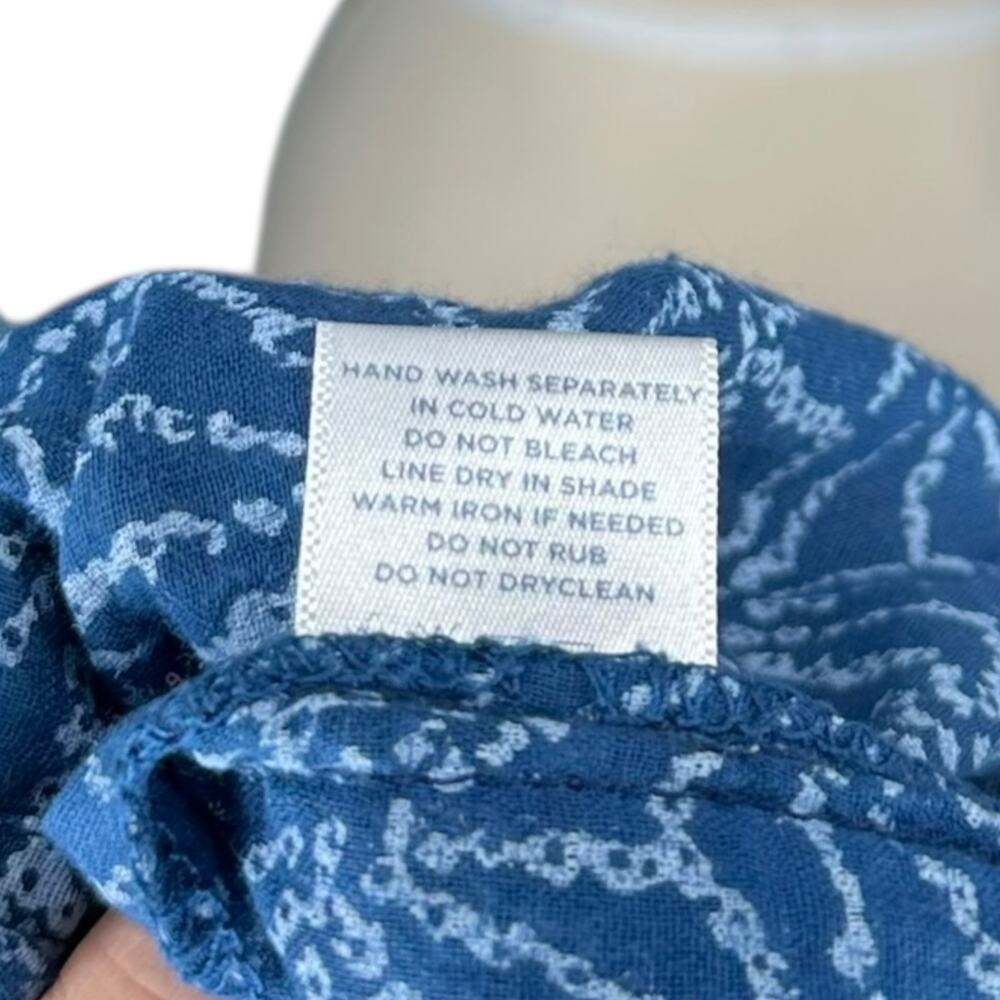 HAND WASH SEPARATELY
IN COLD WATER
DO NOT BLEACH
LINE DRY IN SHADE
WARM IRON IF NEEDED
DO NOT RUB
DO NOT DRYCLEAN